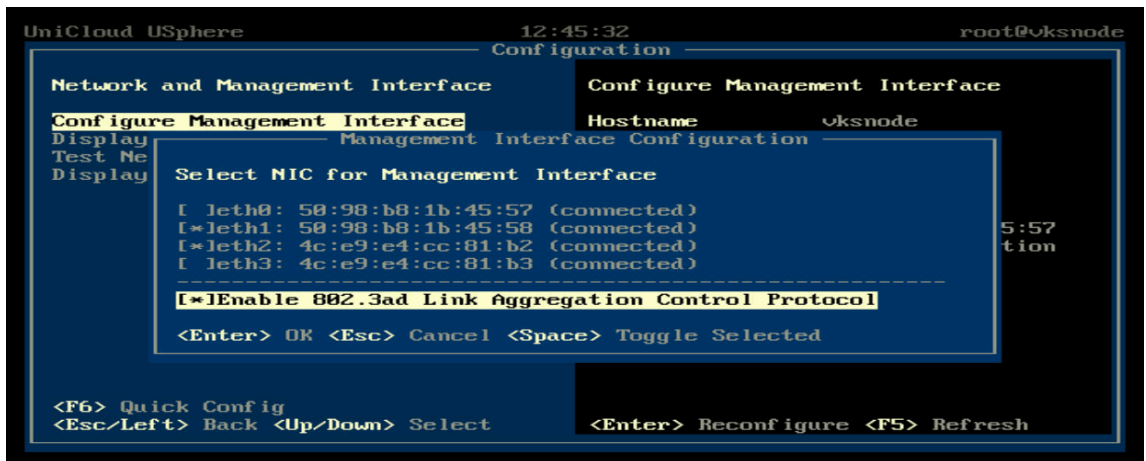 UniCloud USphere 12:45:32 root@vksnode
Configuration
Network and Management Interface Configure Management Interface
Configure Management Interface Hostname vksnode
Display Management Interface Configuration
Test Ne
Display Select NIC for Management Interface
[ ]eth0: 50:98:b8:1b:45:57 (connected)
[*]eth1: 50:98:b8:1b:45:58 (connected) 5:57
[*]eth2: 4c:e9:e4:cc:81:b2 (connected) tion
[ ]eth3: 4c:e9:e4:cc:81:b3 (connected)
[*]Enable 802.3ad Link Aggregation Control Protocol
<Enter> OK <Esc> Cancel <Space> Toggle Selected
<F6> Quick Config
<Esc/Left> Back <Up/Down> Select <Enter> Reconfigure <F5> Refresh